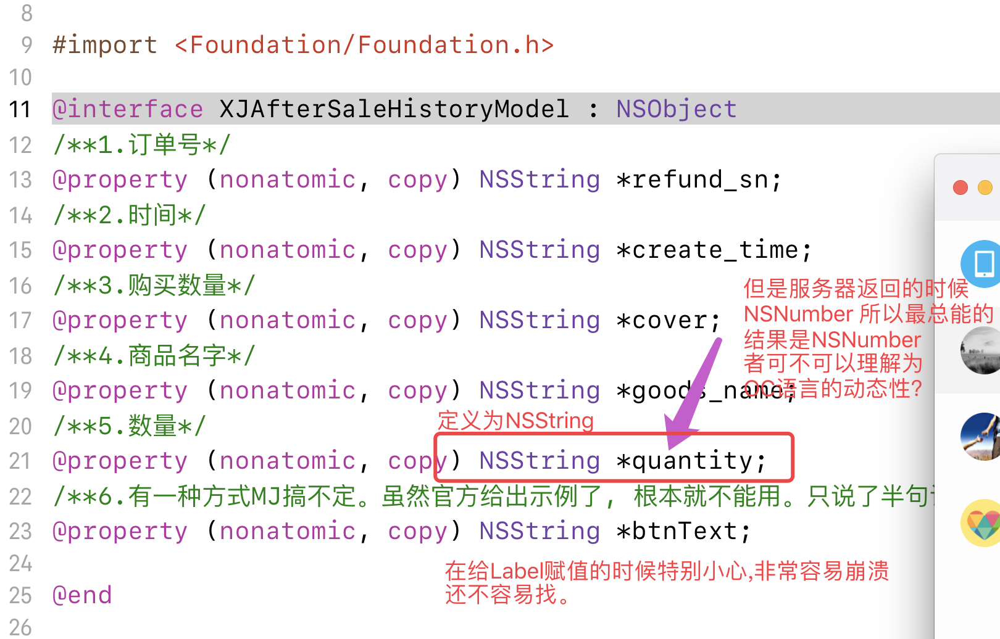 8
9 #import <Foundation/Foundation.h>
10
11 @interface XJAfterSaleHistoryModel : NSObject
12 /**1.订单号*/
13 @property (nonatomic, copy) NSString *refund_sn;
14 /**2.时间*/
15 @property (nonatomic, copy) NSString *create_time;
16 /**3.购买数量*/
17 @property (nonatomic, copy) NSString *cover;
18 /**4.商品名字*/
19 @property (nonatomic, copy) NSString *goods_name;
20 /**5.数量*/
21 @property (nonatomic, copy) NSString *quantity;
22 /**6.有一种方式MJ搞不定。虽然官方给出示例了, 根本就不能用。只说了半句
23 @property (nonatomic, copy) NSString *btnText;
24
25 @end
26
但是服务器返回的时候
NSNumber 所以最总能的
结果是NSNumber
者可不可以理解为
OC语言的动态性?
定义为NSString
在给Label赋值的时候特别小心,非常容易崩溃
还不容易找。